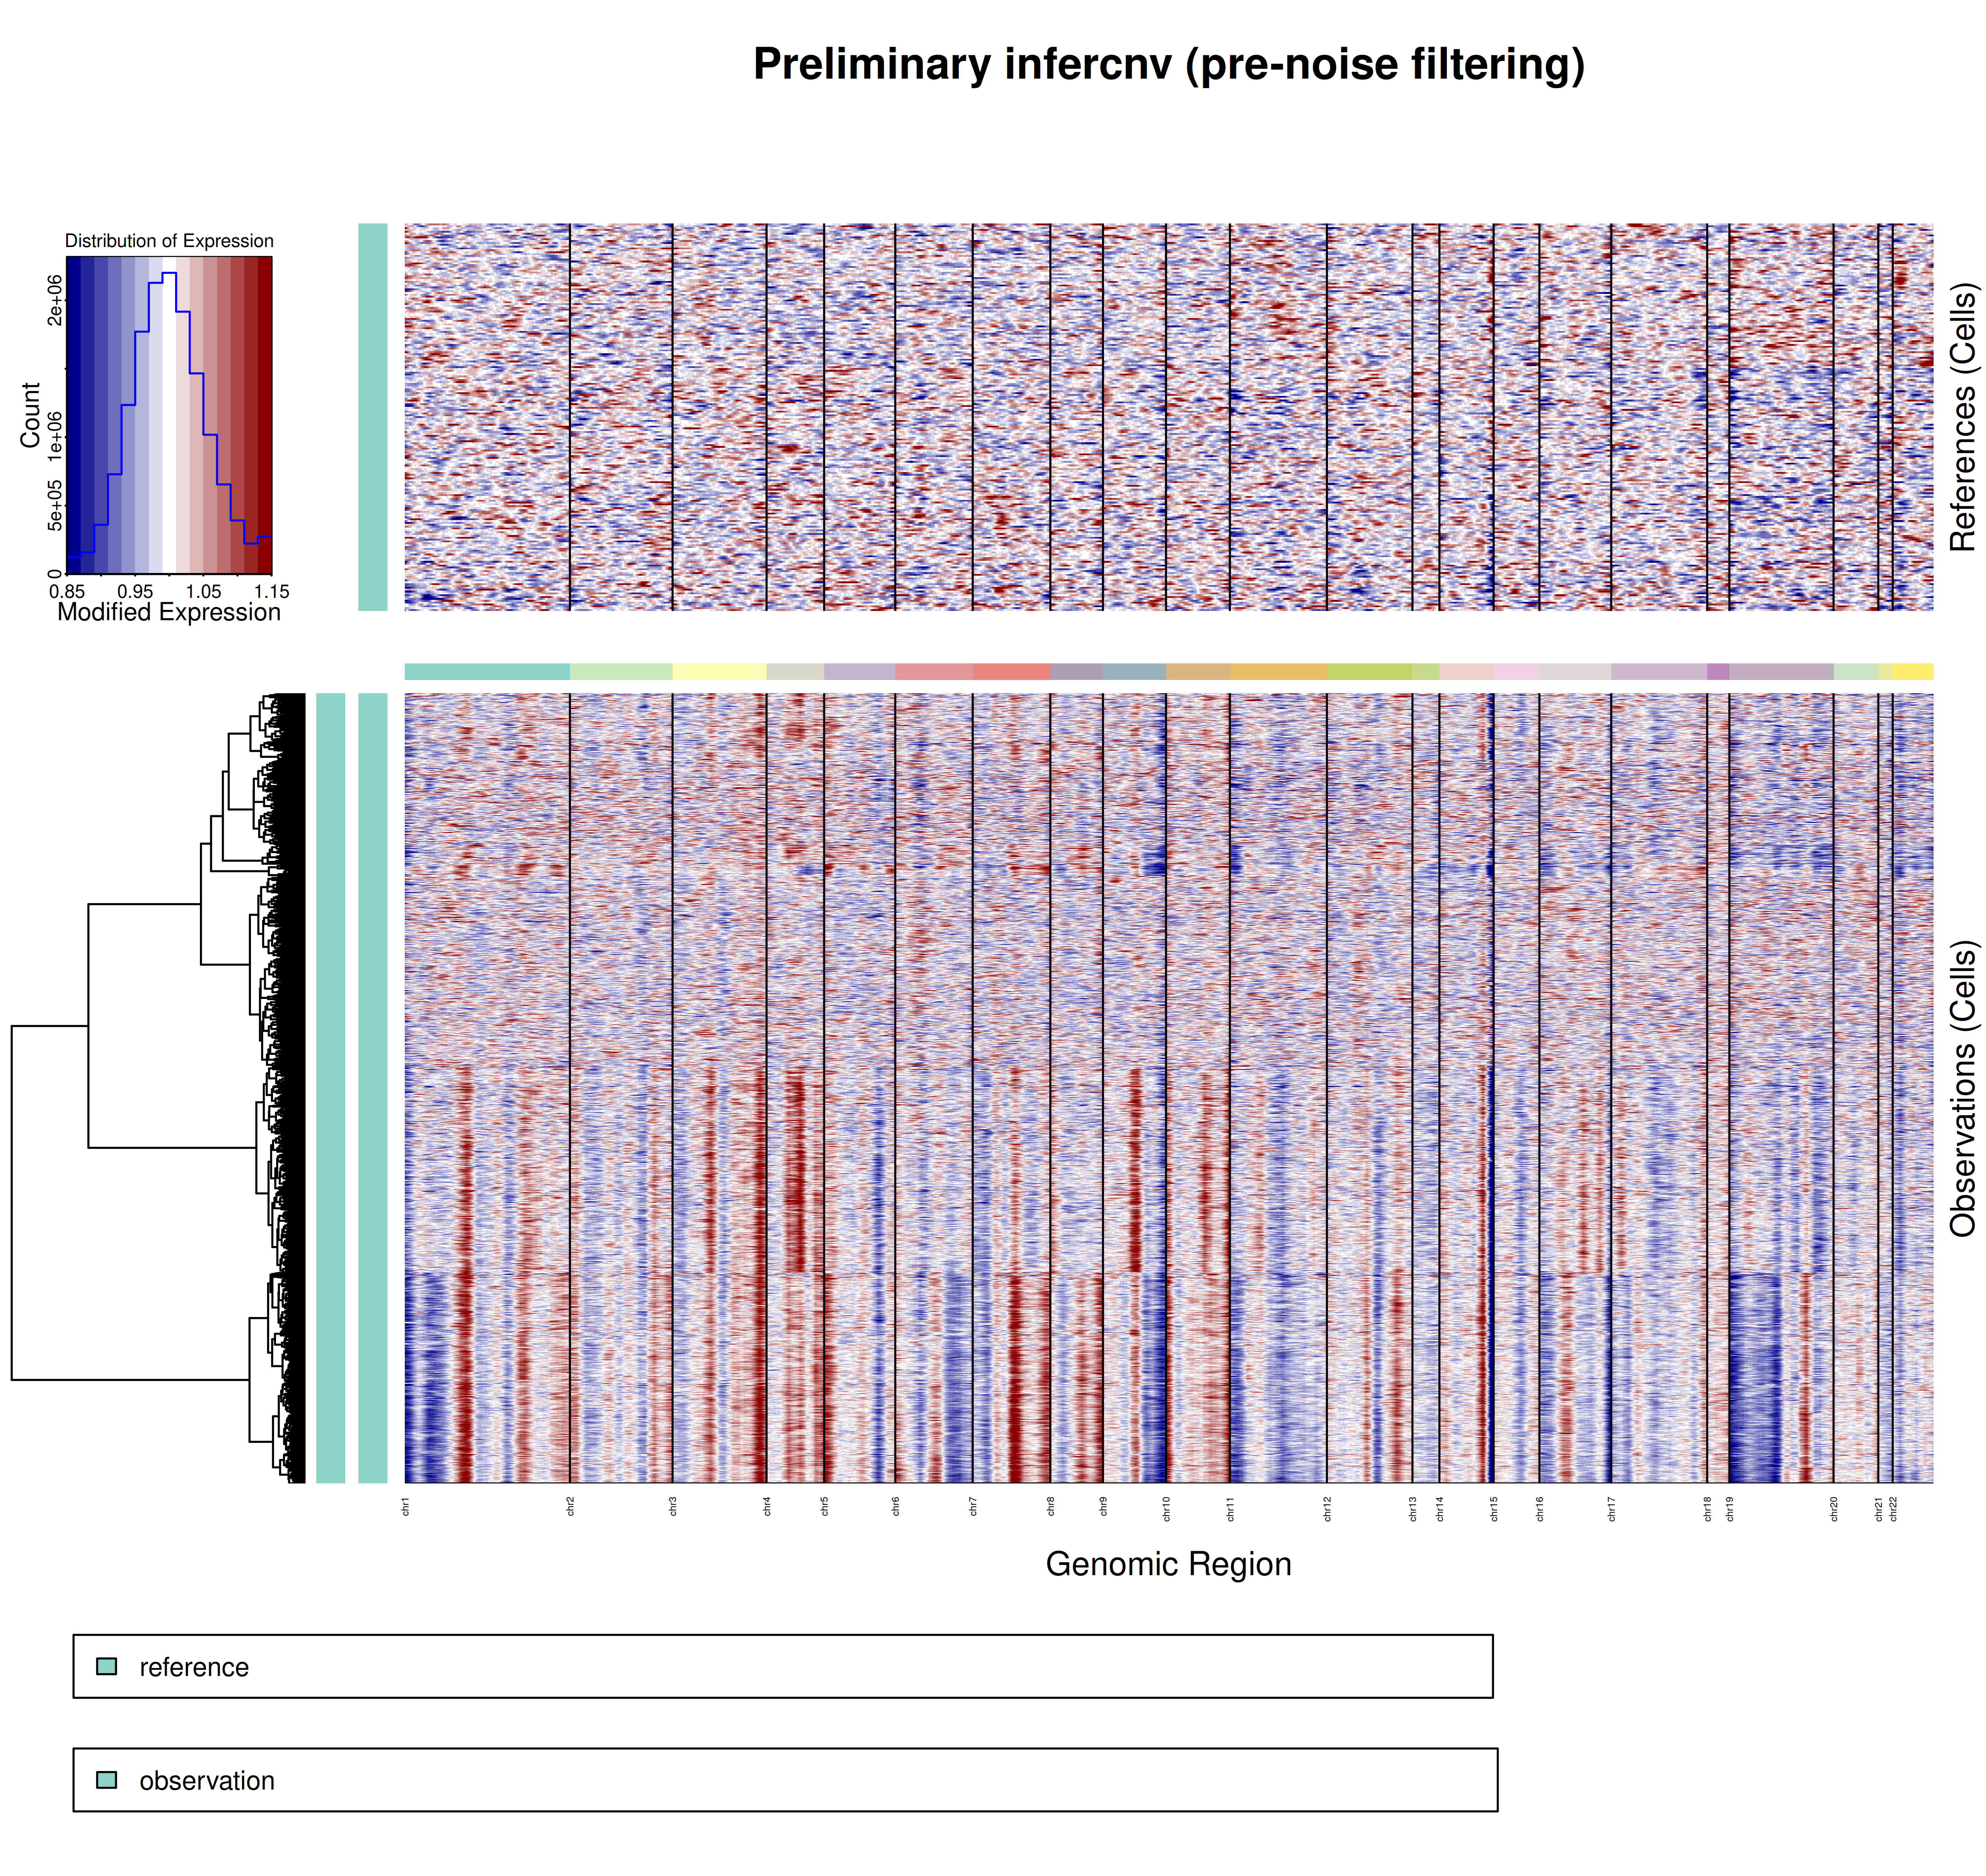 Preliminary infercnv (pre-noise filtering)
Distribution of Expression
Count
0 5e+05 1e+06 2e+06
0.85 0.95 1.05 1.15
Modified Expression
References (Cells)
Observations (Cells)
chr1 chr2 chr3 chr4 chr5 chr6 chr7 chr8 chr9 chr10 chr11 chr12 chr13 chr14 chr15 chr16 chr17 chr18 chr19 chr20 chr21 chr22
Genomic Region
reference
observation